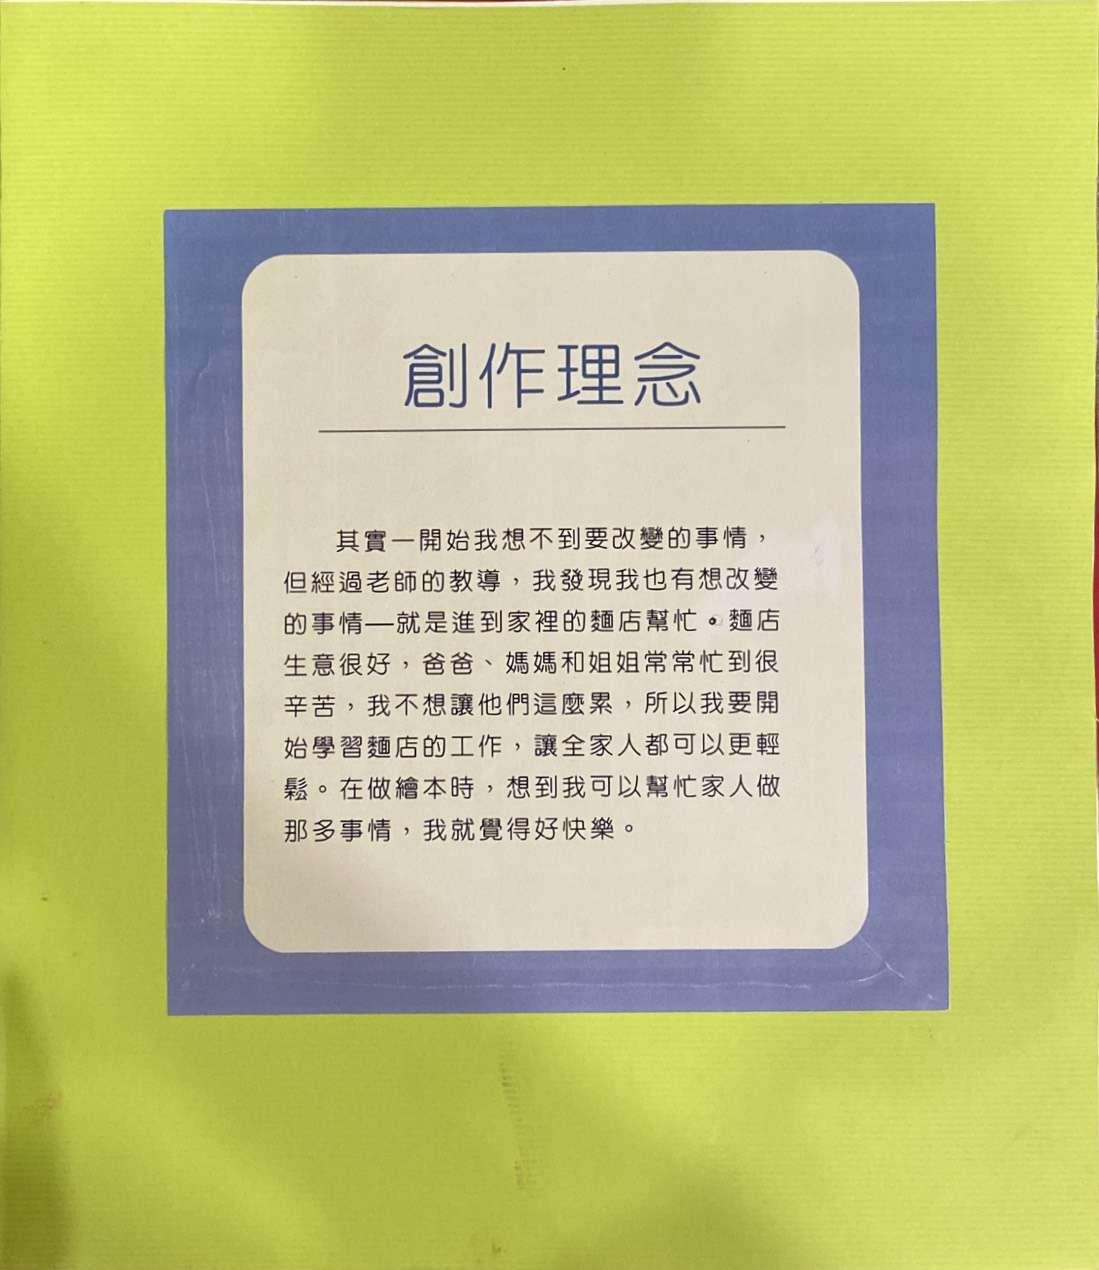 創作理念
其實一開始我想不到要改變的事情，
但經過老師的教導，我發現我也有想改變
的事情—就是進到家裡的麵店幫忙。麵店
生意很好，爸爸、媽媽和姐姐常常忙到很
辛苦，我不想讓他們這麼累，所以我要開
始學習麵店的工作，讓全家人都可以更輕
鬆。在做繪本時，想到我可以幫忙家人做
那多事情，我就覺得好快樂。